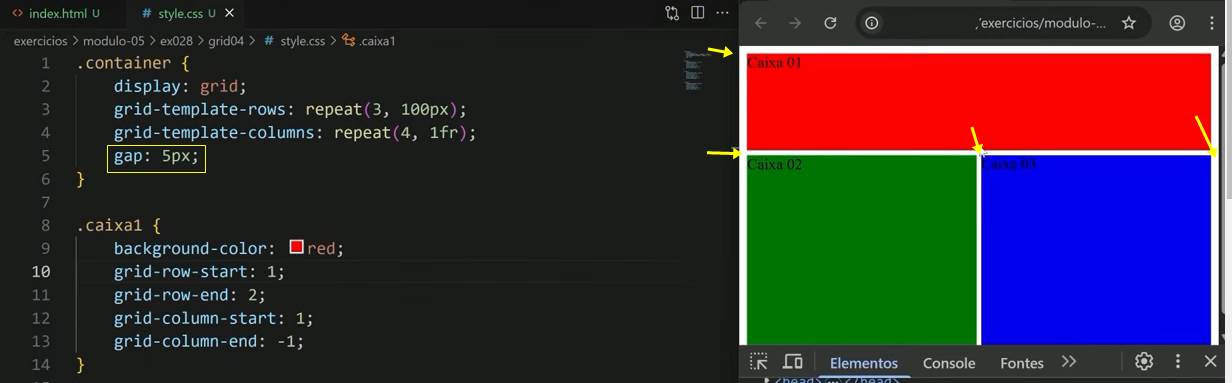 index.html U
# style.css U
exercicios > modulo-05 > ex028 > grid04 > # style.css > .caixa1
1 .container {
2 display: grid;
3 grid-template-rows: repeat(3, 100px);
4 grid-template-columns: repeat(4, 1fr);
5 gap: 5px;
6 }
7
8 .caixa1 {
9 background-color: red;
10 grid-row-start: 1;
11 grid-row-end: 2;
12 grid-column-start: 1;
13 grid-column-end: -1;
14 }
/exercicios/modulo-...
Caixa 01
Caixa 02
Caixa 03
Elementos Console Fontes
<head>
</head>